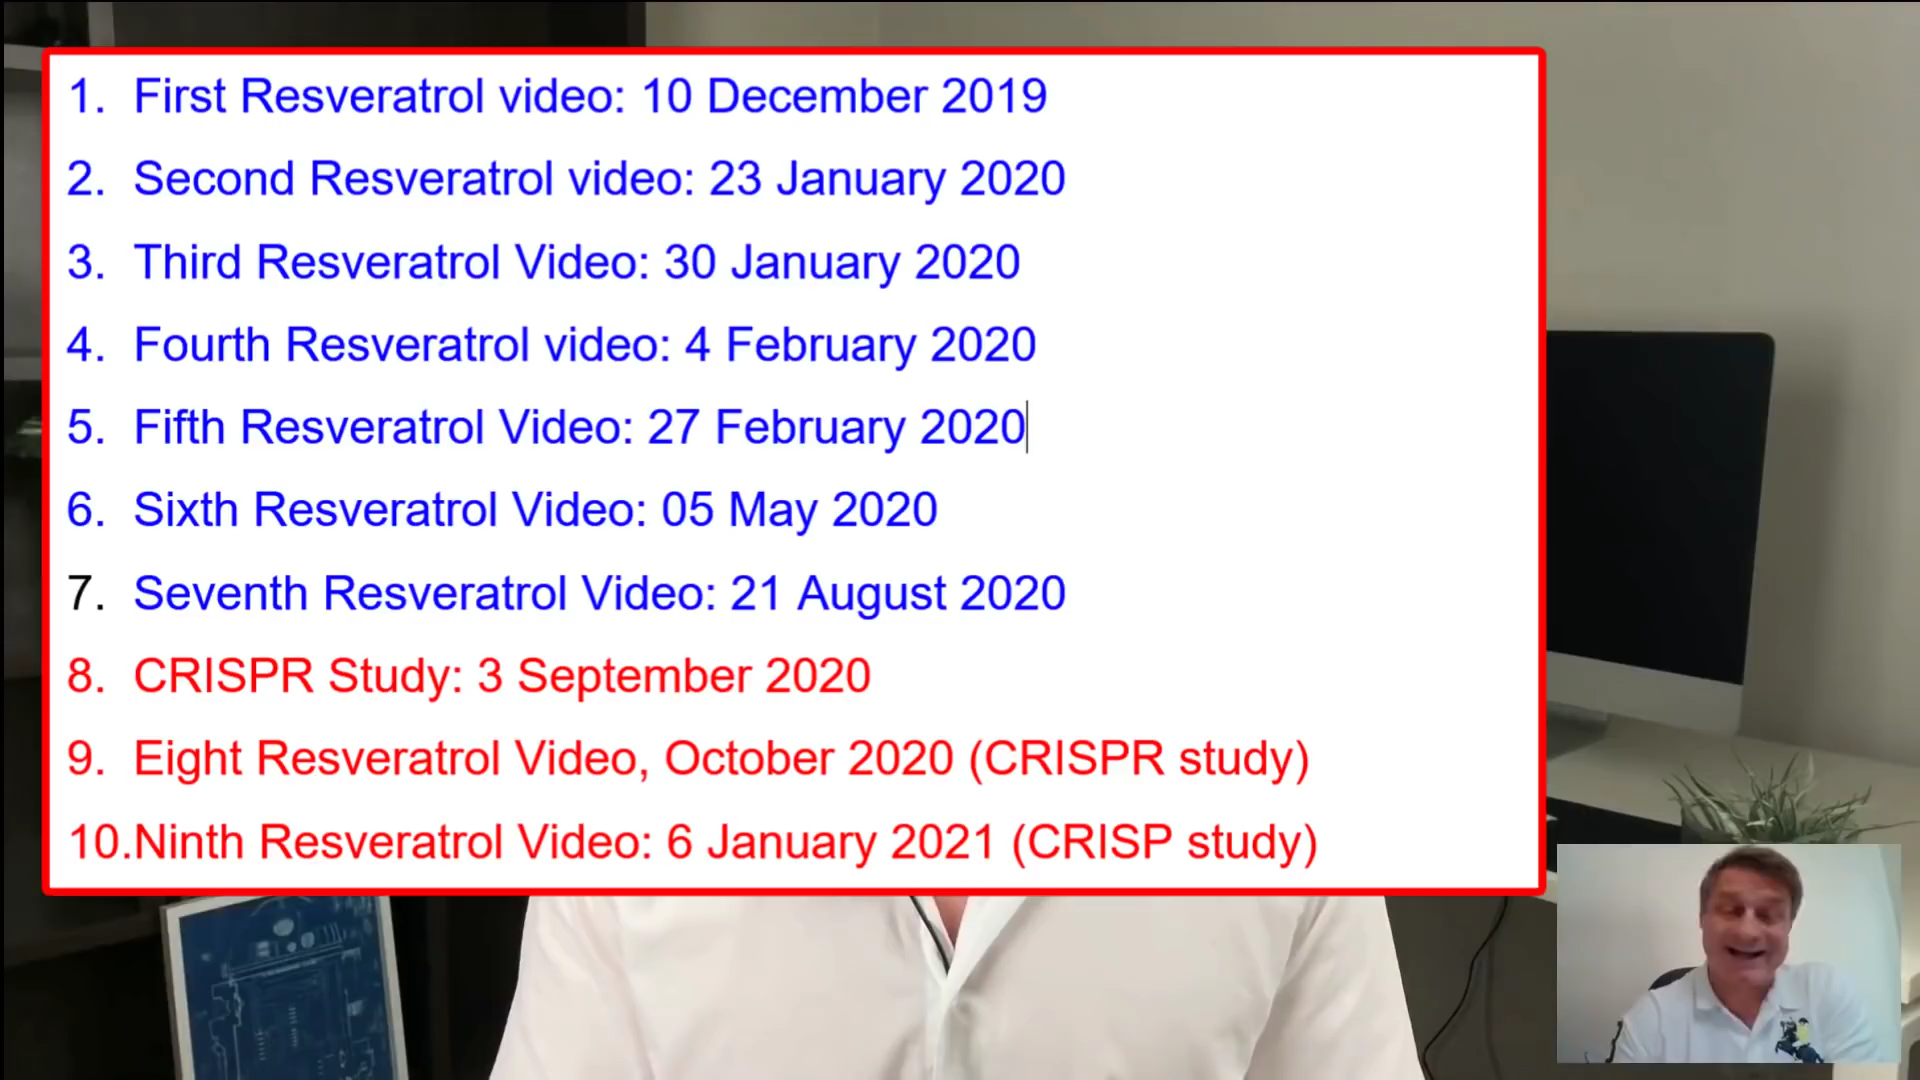 1. First Resveratrol video: 10 December 2019
2. Second Resveratrol video: 23 January 2020
3. Third Resveratrol Video: 30 January 2020
4. Fourth Resveratrol video: 4 February 2020
5. Fifth Resveratrol Video: 27 February 2020
6. Sixth Resveratrol Video: 05 May 2020
7. Seventh Resveratrol Video: 21 August 2020
8. CRISPR Study: 3 September 2020
9. Eight Resveratrol Video, October 2020 (CRISPR study)
10.Ninth Resveratrol Video: 6 January 2021 (CRISP study)